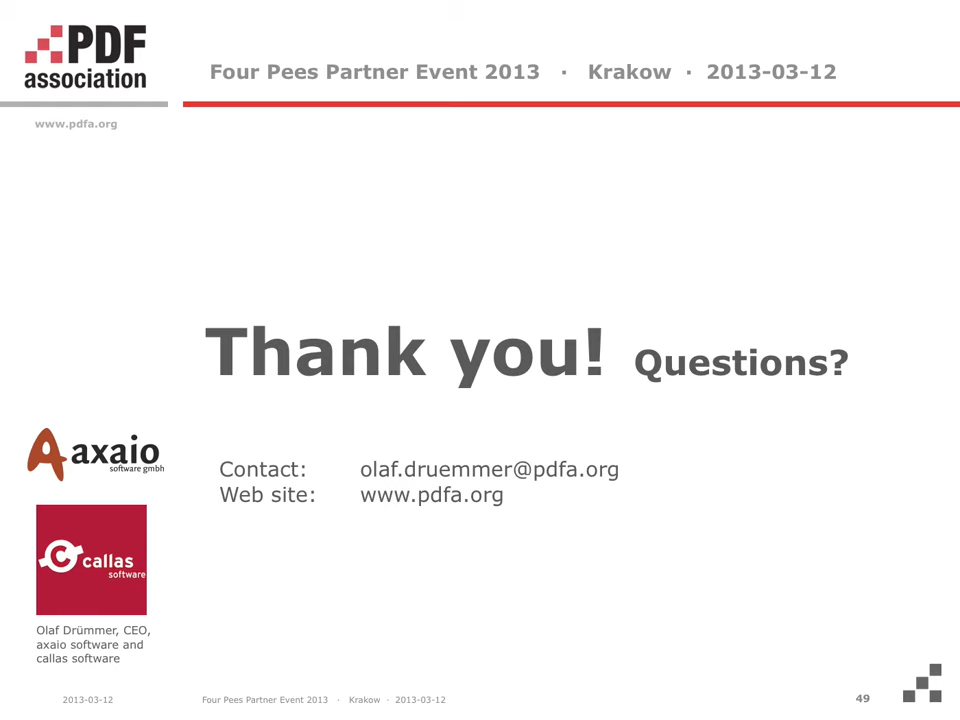 PDF
association
Four Pees Partner Event 2013 · Krakow · 2013-03-12
www.pdfa.org
Thank you! Questions?
axaio
software gmbh
Contact: olaf.druemmer@pdfa.org
Web site: www.pdfa.org
callas
software
Olaf Drümmer, CEO,
axaio software and
callas software
2013-03-12 Four Pees Partner Event 2013 · Krakow · 2013-03-12 49